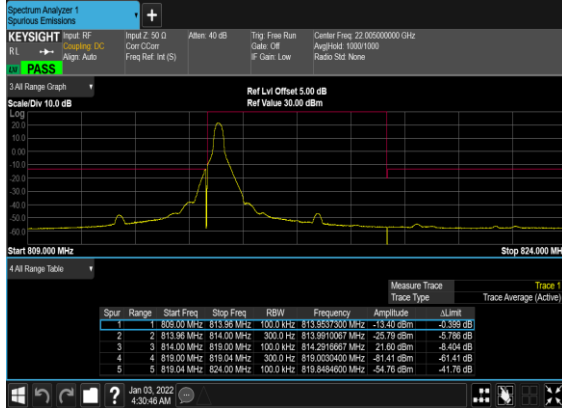 Spectrum Analyzer 1
Spurious Emissions
+
KEYSIGHT Input: RF Input Z: 50 Ω Atten: 40 dB Trig: Free Run Center Freq: 22.005000000 GHz
RL Coupling: DC Corr CCorr Gate: Off Avg|Hold: 1000/1000
Align: Auto Freq Ref: Int (S) IF Gain: Low Radio Std: None
PASS
3 All Range Graph
Ref Lvl Offset 5.00 dB
Scale/Div 10.0 dB Ref Value 30.00 dBm
Log
20.0
10.0
0.00
-10.0
-20.0
-30.0
-40.0
-50.0
-60.0
Start 809.000 MHz Stop 824.000 MH
4 All Range Table
Measure Trace Trace 1
Trace Type Trace Average (Active)
Spur Range Start Freq Stop Freq RBW Frequency Amplitude ΔLimit
1 1 809.00 MHz 813.96 MHz 100.0 kHz 813.9537300 MHz -13.40 dBm -0.399 dB
2 2 813.96 MHz 814.00 MHz 300.0 Hz 813.9910067 MHz -25.79 dBm -5.786 dB
3 3 814.00 MHz 819.00 MHz 100.0 kHz 814.2916667 MHz 21.60 dBm -8.404 dB
4 4 819.00 MHz 819.04 MHz 300.0 Hz 819.0030400 MHz -81.41 dBm -61.41 dB
5 5 819.04 MHz 824.00 MHz 100.0 kHz 819.8484600 MHz -54.76 dBm -41.76 dB
? Jan 03, 2022
4:30:46 AM